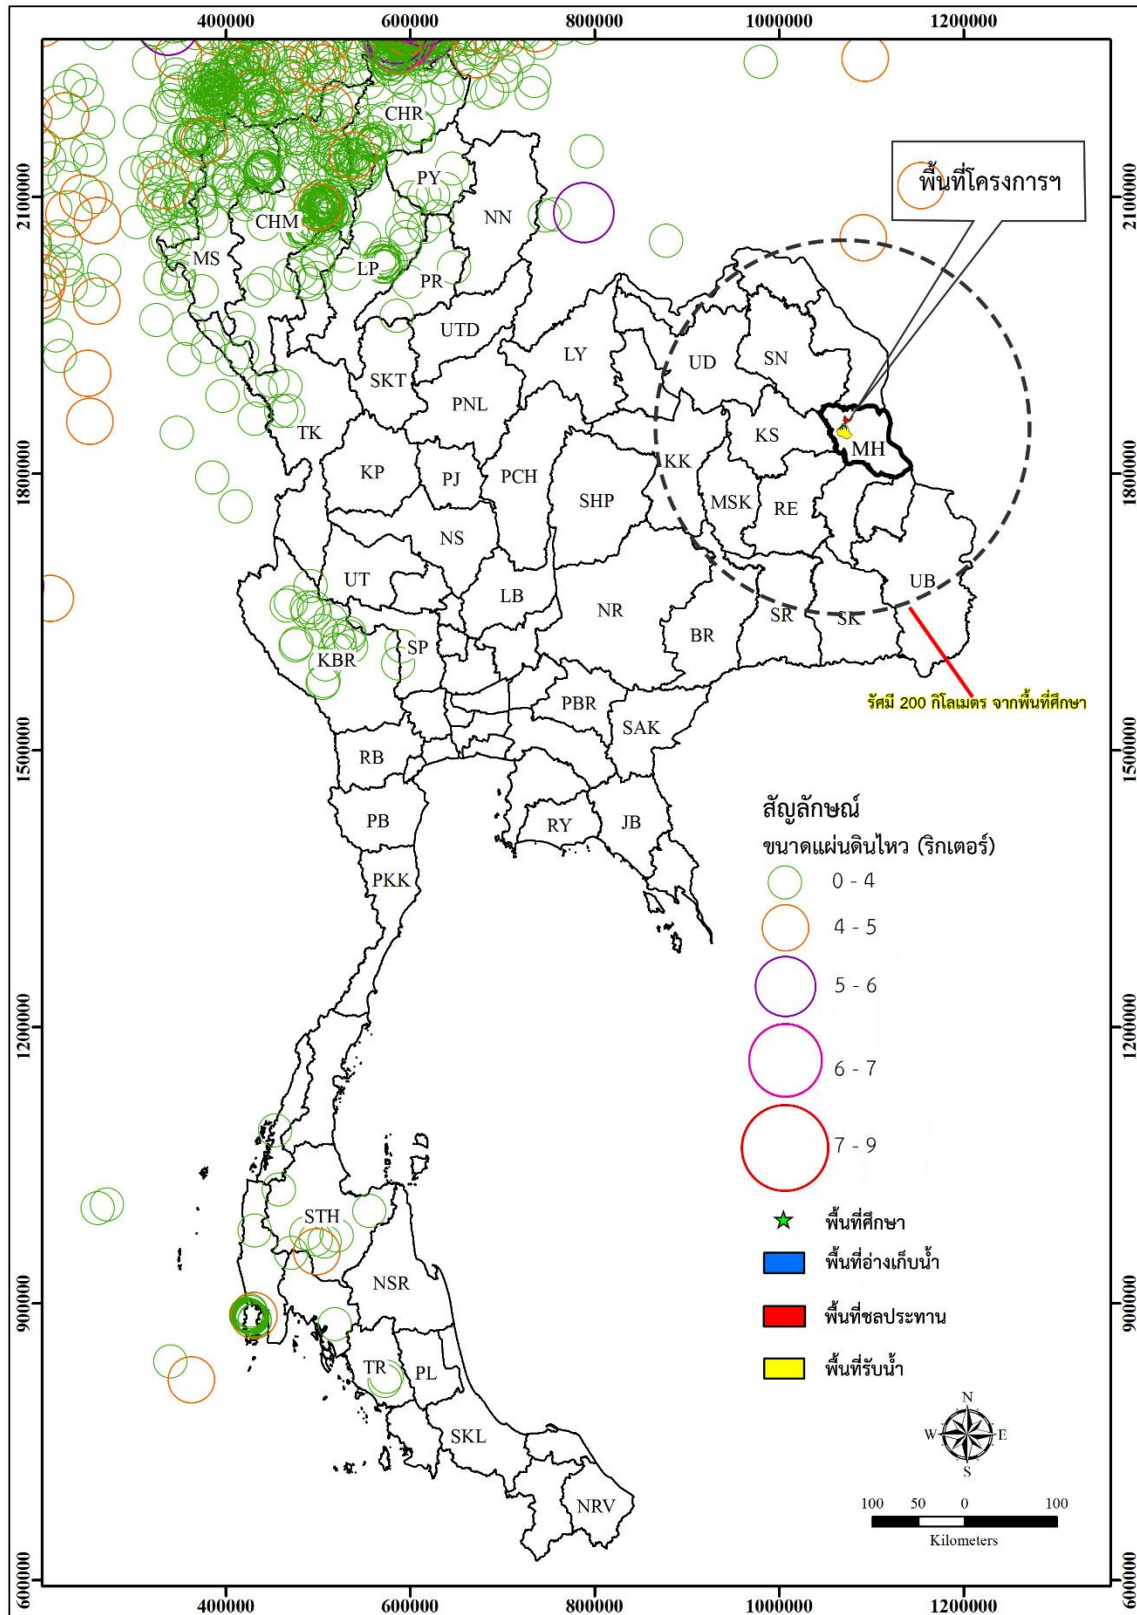 400000 600000 800000 1000000 1200000
2100000 2100000
1800000 1800000
1500000 1500000
1200000 1200000
900000 900000
600000 600000
CHR
พื้นที่โครงการฯ
PY
NN
CHM
MS
LP
PR
UTD
LY
UD
SN
SKT
PNL
TK
KS
MH
KP
PJ
PCH
KK
SHP
MSK
RE
NS
UT
LB
NR
UB
SR
SK
BR
KBR
SP
PBR
SAK
รัศมี 200 กิโลเมตร จากพื้นที่ศึกษา
RB
PB
RY
JB
PKK
STH
NSR
TR
PL
SKL
NRV
สัญลักษณ์
ขนาดแผ่นดินไหว (ริกเตอร์)
0 - 4
4 - 5
5 - 6
6 - 7
7 - 9
พื้นที่ศึกษา
พื้นที่อ่างเก็บน้ำ
พื้นที่ชลประทาน
พื้นที่รับน้ำ
N
W E
S
100 50 0 100
Kilometers
400000 600000 800000 1000000 1200000